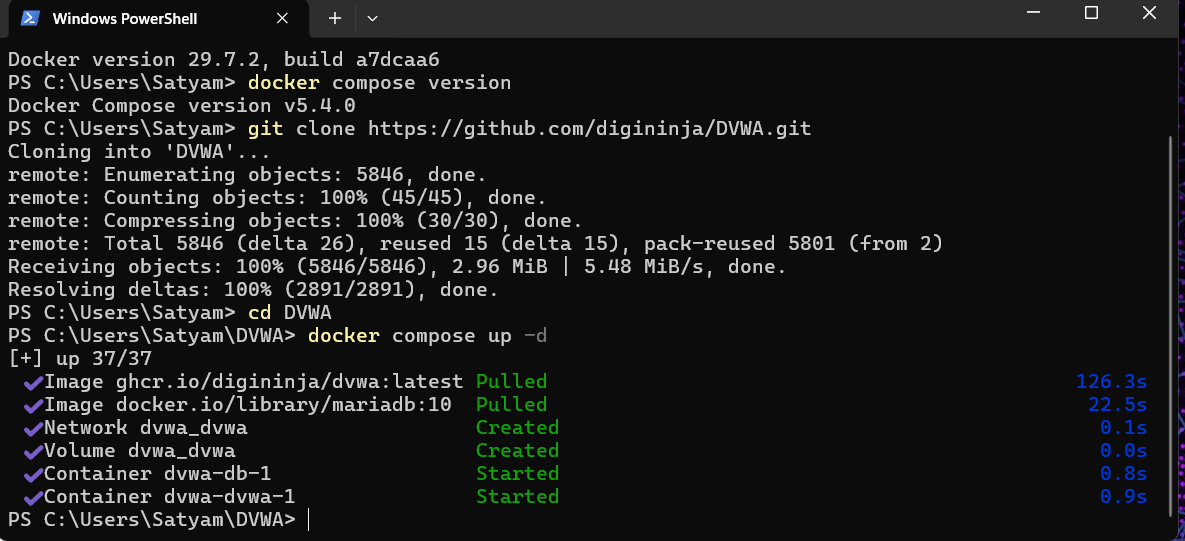 Windows PowerShell
Docker version 29.7.2, build a7dcaa6
PS C:\Users\Satyam> docker compose version
Docker Compose version v5.4.0
PS C:\Users\Satyam> git clone https://github.com/digininja/DVWA.git
Cloning into 'DVWA'...
remote: Enumerating objects: 5846, done.
remote: Counting objects: 100% (45/45), done.
remote: Compressing objects: 100% (30/30), done.
remote: Total 5846 (delta 26), reused 15 (delta 15), pack-reused 5801 (from 2)
Receiving objects: 100% (5846/5846), 2.96 MiB | 5.48 MiB/s, done.
Resolving deltas: 100% (2891/2891), done.
PS C:\Users\Satyam> cd DVWA
PS C:\Users\Satyam\DVWA> docker compose up -d
[+] up 37/37
✔Image ghcr.io/digininja/dvwa:latest Pulled 126.3s
✔Image docker.io/library/mariadb:10 Pulled 22.5s
✔Network dvwa_dvwa Created 0.1s
✔Volume dvwa_dvwa Created 0.0s
✔Container dvwa-db-1 Started 0.8s
✔Container dvwa-dvwa-1 Started 0.9s
PS C:\Users\Satyam\DVWA>